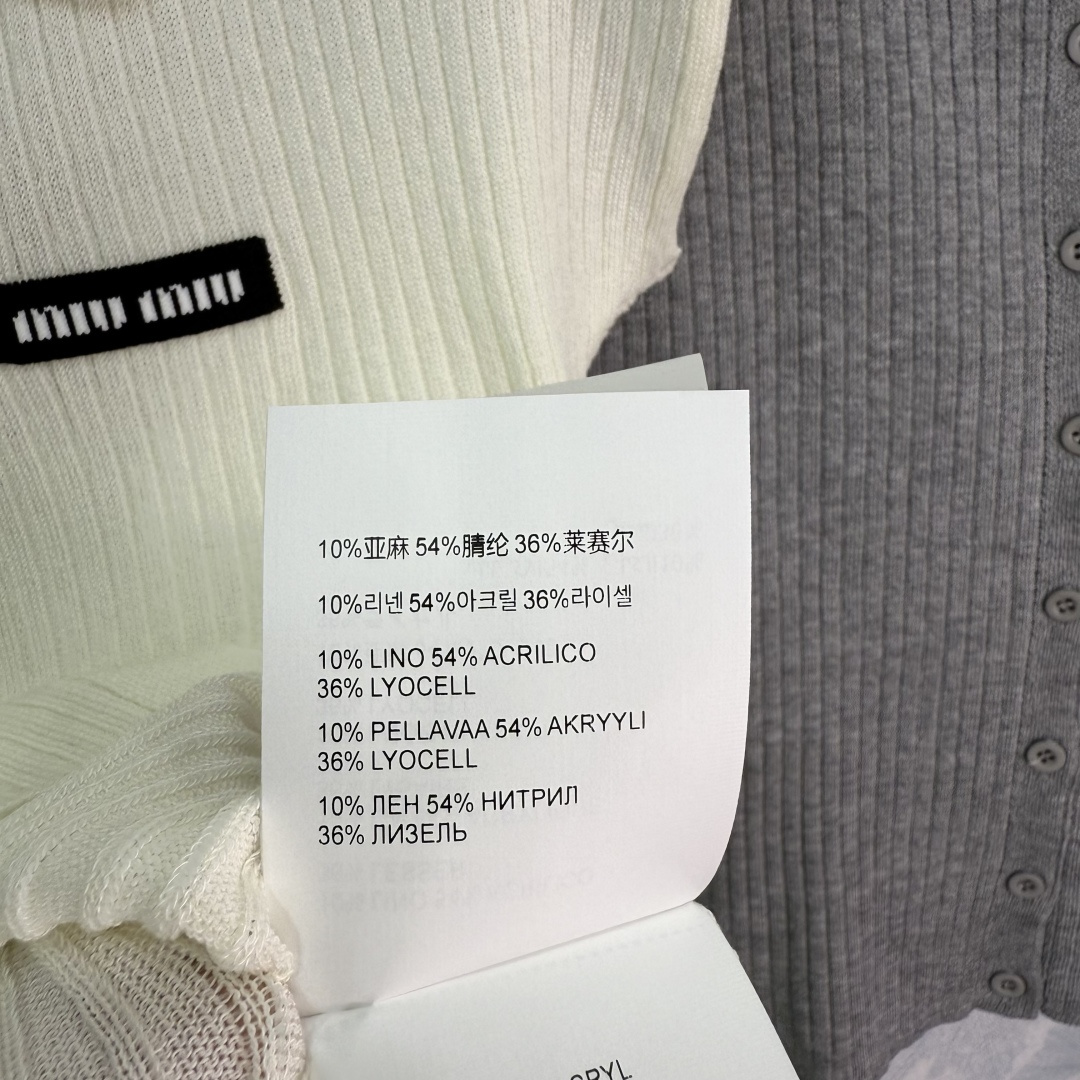 miu miu
10%亚麻 54%腈纶 36%莱赛尔
10%리넨 54%아크릴 36%라이셀
10% LINO 54% ACRILICO
36% LYOCELL
10% PELLAVAA 54% AKRYYLI
36% LYOCELL
10% ЛЕН 54% НИТРИЛ
36% ЛИЗЕЛЬ